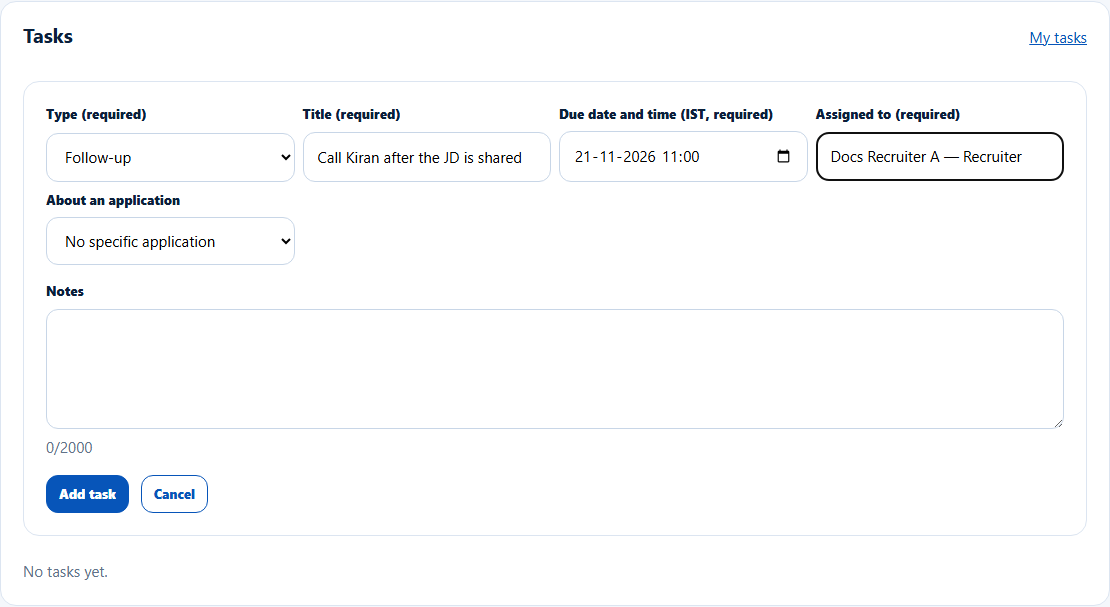 Tasks
My tasks
Type (required)
Title (required)
Due date and time (IST, required)
Assigned to (required)
Follow-up
Call Kiran after the JD is shared
21-11-2026 11:00
Docs Recruiter A — Recruiter
About an application
No specific application
Notes
0/2000
Add task
Cancel
No tasks yet.